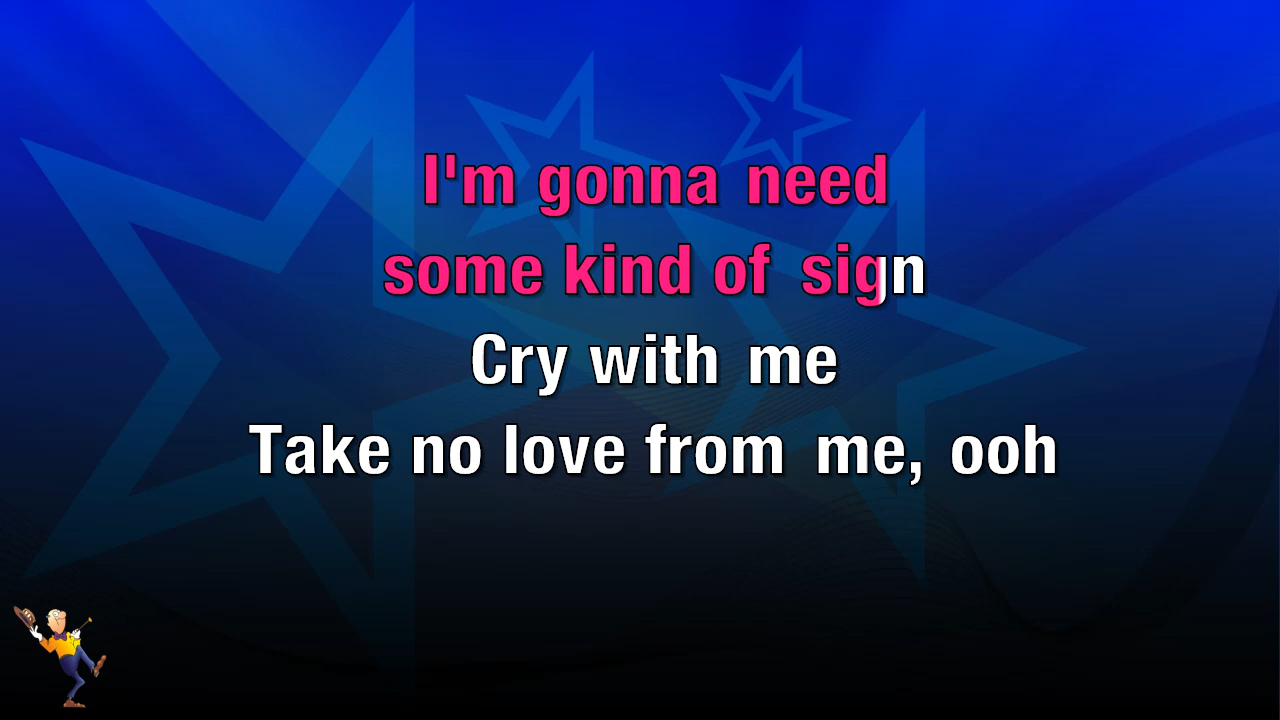 I'm gonna need
some kind of sign
Cry with me
Take no love from me, ooh